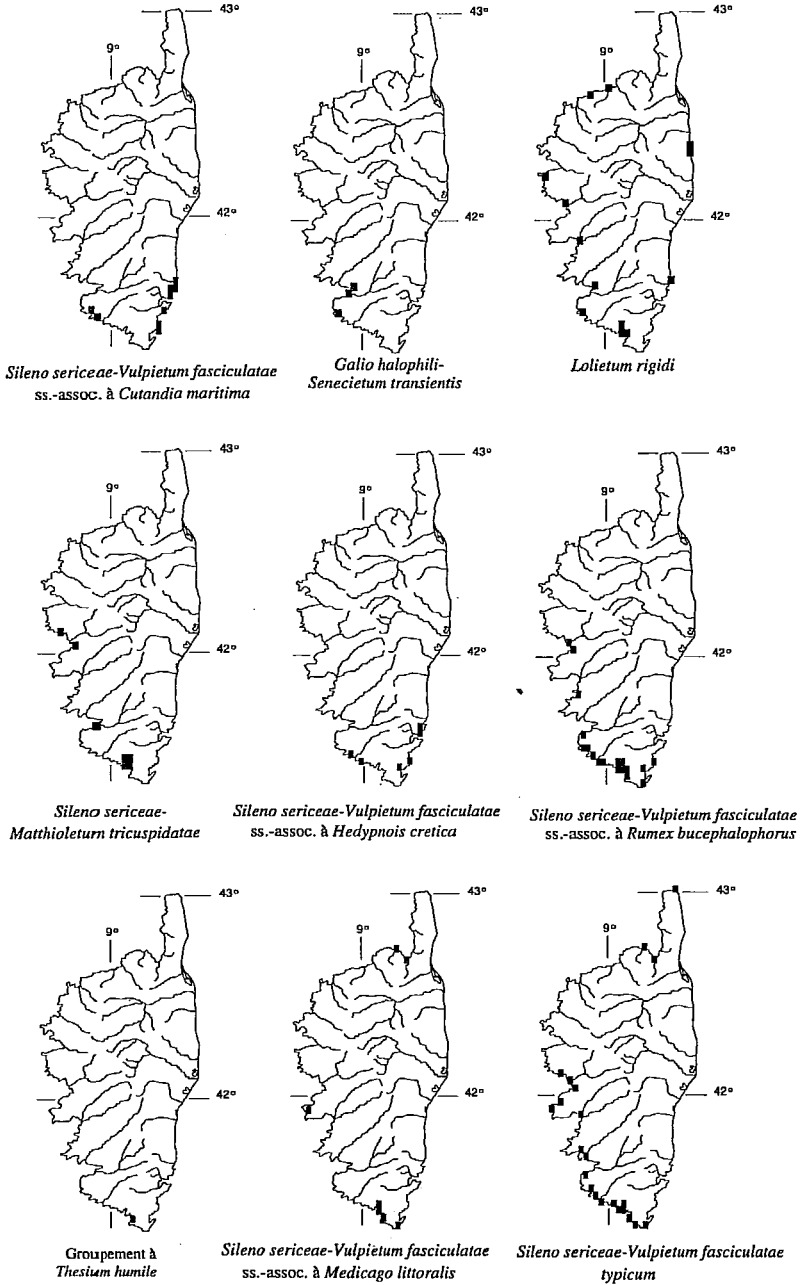 43°
9°
42°
Sileno sericeae-Vulpietum fasciculatae
ss.-assoc. à Cutandia maritima
43°
9°
42°
Galio halophili-
Senecietum transientis
43°
9°
42°
Lolietum rigidi
43°
9°
42°
Sileno sericeae-
Matthioletum tricuspidatae
43°
9°
42°
Sileno sericeae-Vulpietum fasciculatae
ss.-assoc. à Hedypnois cretica
43°
9°
42°
Sileno sericeae-Vulpietum fasciculatae
ss.-assoc. à Rumex bucephalophorus
43°
9°
42°
Groupement à
Thesium humile
43°
9°
42°
Sileno sericeae-Vulpietum fasciculatae
ss.-assoc. à Medicago littoralis
43°
9°
42°
Sileno sericeae-Vulpietum fasciculatae
typicum